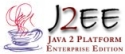 J2EE
JAVA 2 PLATFORM
ENTERPRISE EDITION